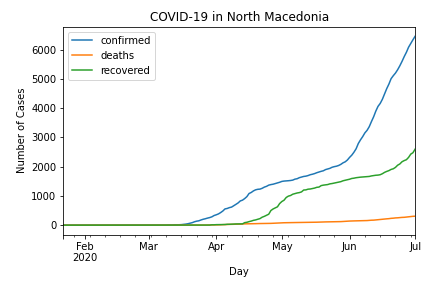 COVID-19 in North Macedonia
confirmed
deaths
recovered
Number of Cases
6000
5000
4000
3000
2000
1000
0
Feb Mar Apr May Jun Jul
2020
Day